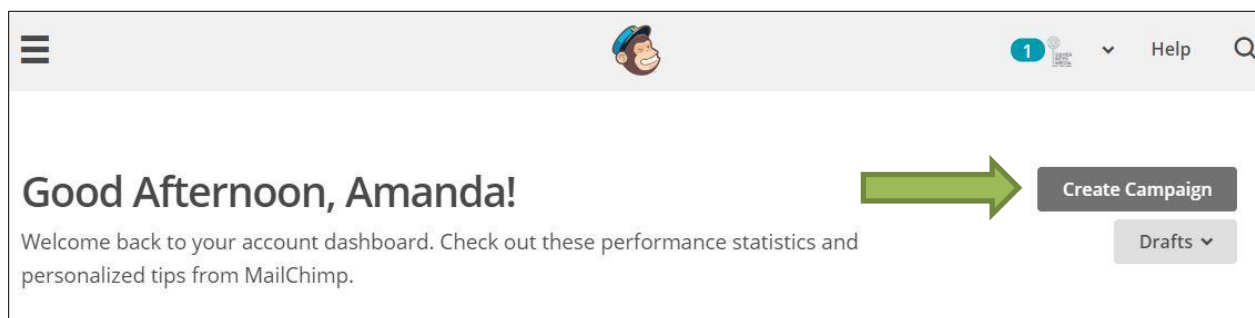 1
Help
Good Afternoon, Amanda!
Create Campaign
Welcome back to your account dashboard. Check out these performance statistics and
personalized tips from MailChimp.
Drafts